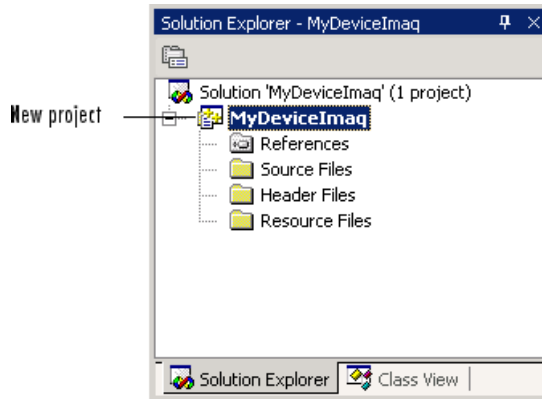 Solution Explorer - MyDeviceImaq
Solution 'MyDeviceImaq' (1 project)
New project
MyDeviceImaq
References
Source Files
Header Files
Resource Files
Solution Explorer
Class View